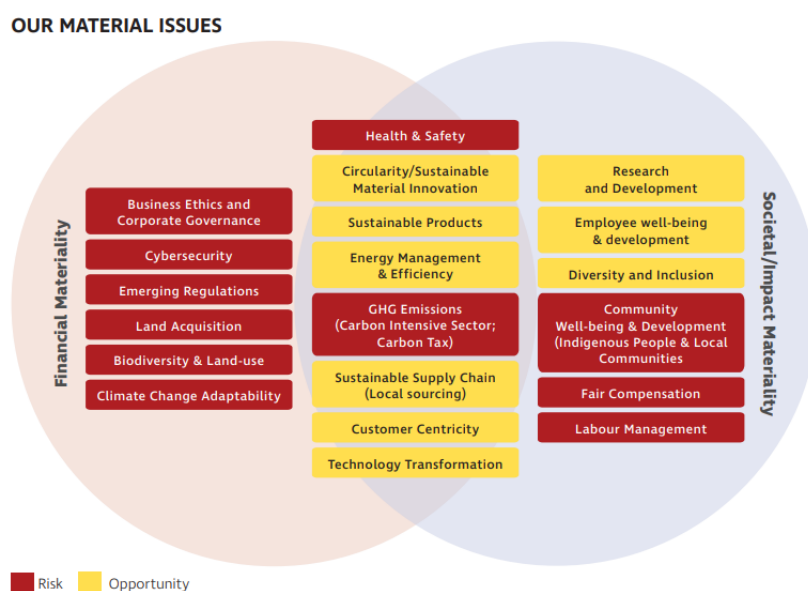 OUR MATERIAL ISSUES
Financial Materiality
Business Ethics and
Corporate Governance
Cybersecurity
Emerging Regulations
Land Acquisition
Biodiversity & Land-use
Climate Change Adaptability
Health & Safety
Circularity/Sustainable
Material Innovation
Sustainable Products
Energy Management
& Efficiency
GHG Emissions
(Carbon Intensive Sector;
Carbon Tax)
Sustainable Supply Chain
(Local sourcing)
Customer Centricity
Technology Transformation
Research
and Development
Employee well-being
& development
Diversity and Inclusion
Community
Well-being & Development
(Indigenous People & Local
Communities
Fair Compensation
Labour Management
Societal/Impact Materiality
Risk
Opportunity